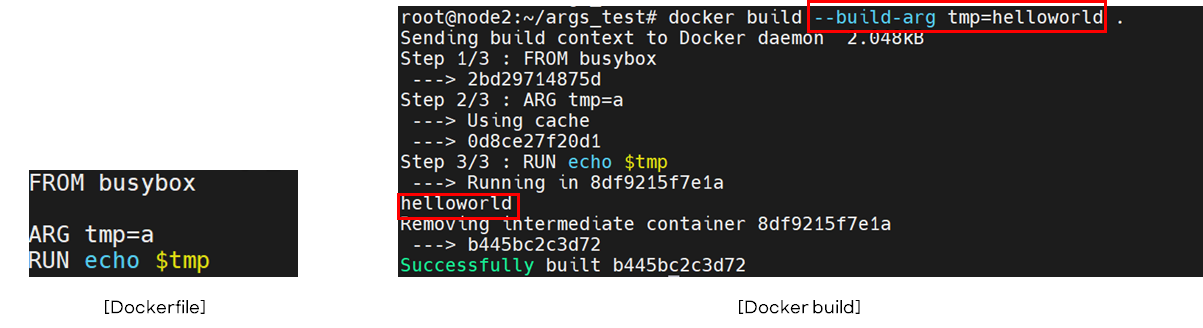 FROM busybox
ARG tmp=a
RUN echo $tmp
[Dockerfile]
root@node2:~/args_test# docker build --build-arg tmp=helloworld .
Sending build context to Docker daemon  2.048kB
Step 1/3 : FROM busybox
 ---> 2bd29714875d
Step 2/3 : ARG tmp=a
 ---> Using cache
 ---> 0d8ce27f20d1
Step 3/3 : RUN echo $tmp
 ---> Running in 8df9215f7e1a
helloworld
Removing intermediate container 8df9215f7e1a
 ---> b445bc2c3d72
Successfully built b445bc2c3d72
[Docker build]